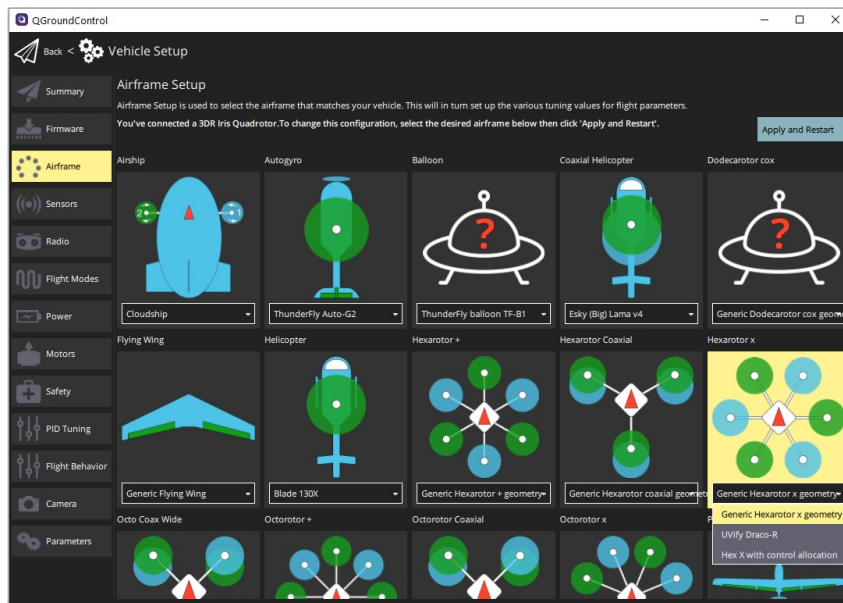 QGroundControl
Back < Vehicle Setup
Summary
Firmware
Airframe
Sensors
Radio
Flight Modes
Power
Motors
Safety
PID Tuning
Flight Behavior
Camera
Parameters
Airframe Setup
Airframe Setup is used to select the airframe that matches your vehicle. This will in turn set up the various tuning values for flight parameters.
You've connected a 3DR Iris Quadrotor.To change this configuration, select the desired airframe below then click 'Apply and Restart'.
Apply and Restart
Airship
Autogyro
Balloon
Coaxial Helicopter
Dodecarotor cox
2
1
?
?
Cloudship
ThunderFly Auto-G2
ThunderFly balloon TF-B1
Esky (Big) Lama v4
Generic Dodecarotor cox geom
Flying Wing
Helicopter
Hexarotor +
Hexarotor Coaxial
Hexarotor x
Generic Flying Wing
Blade 130X
Generic Hexarotor + geometry
Generic Hexarotor coaxial geomet
Generic Hexarotor x geometry
Generic Hexarotor x geometry
UVify Draco-R
Hex X with control allocation
Octo Coax Wide
Octorotor +
Octorotor Coaxial
Octorotor x